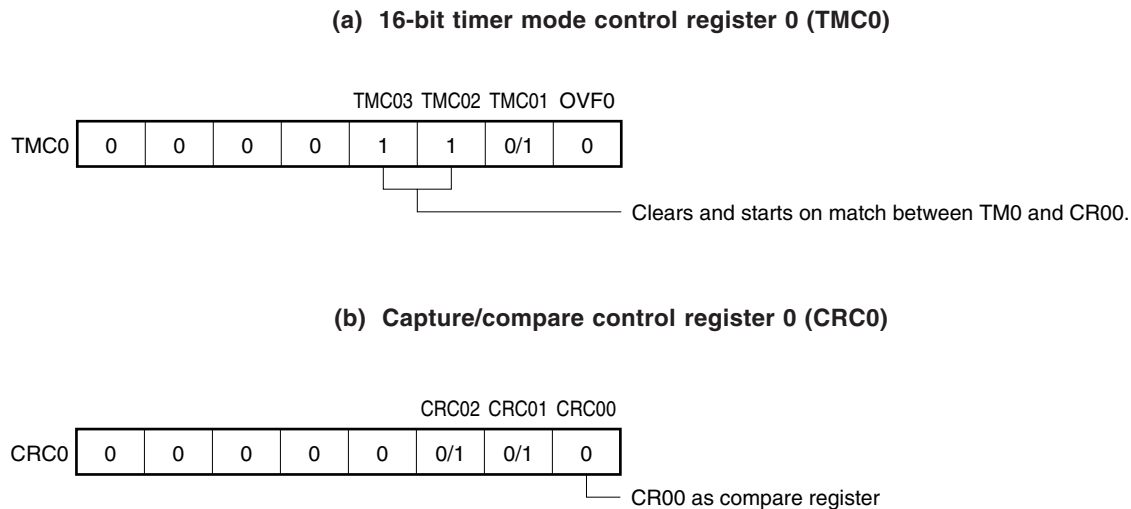 (a) 16-bit timer mode control register 0 (TMC0)
TMC03 TMC02 TMC01 OVF0
TMC0 0 0 0 0 1 1 0/1 0
Clears and starts on match between TM0 and CR00.
(b) Capture/compare control register 0 (CRC0)
CRC02 CRC01 CRC00
CRC0 0 0 0 0 0 0/1 0/1 0
CR00 as compare register